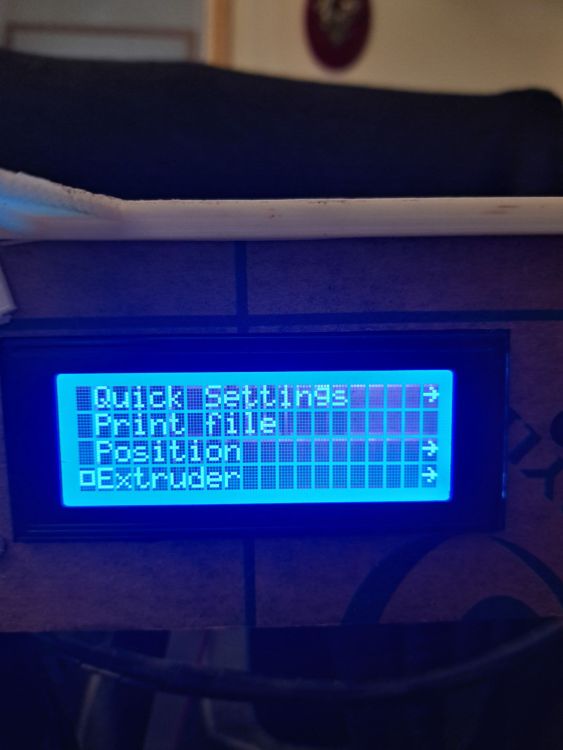 Quick Settings →
Print file
Position →
□Extruder →